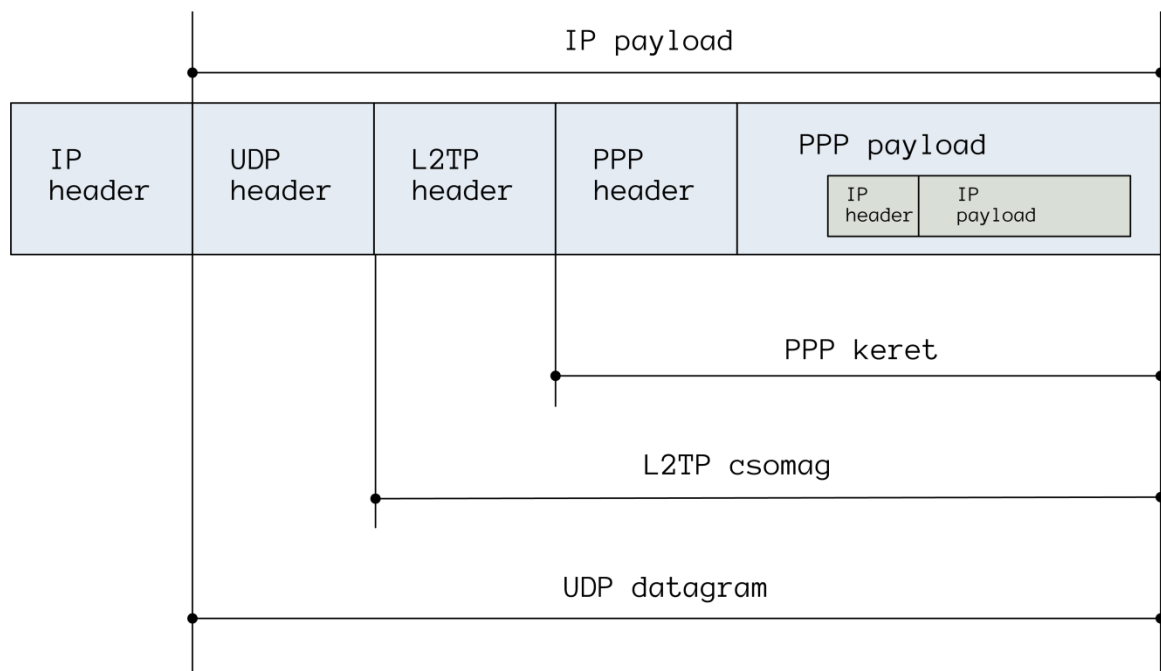 IP payload
IP
header
UDP
header
L2TP
header
PPP
header
PPP payload
IP
header
IP
payload
PPP keret
L2TP csomag
UDP datagram